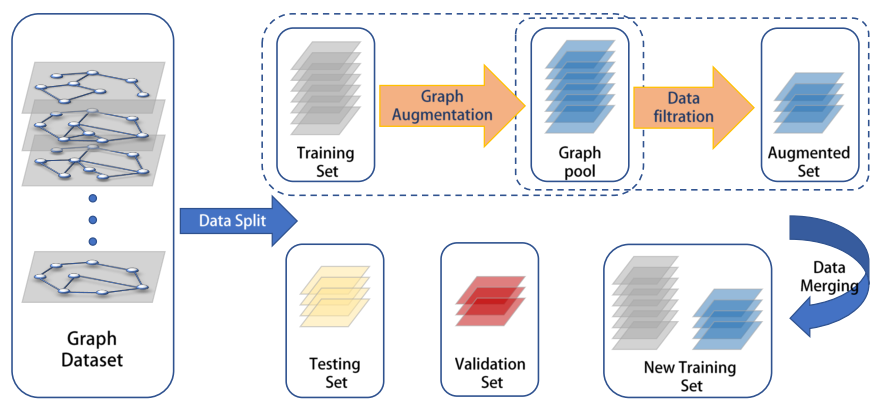 Graph
Dataset
Data Split
Training
Set
Graph
Augmentation
Graph
pool
Data
filtration
Augmented
Set
Testing
Set
Validation
Set
New Training
Set
Data
Merging